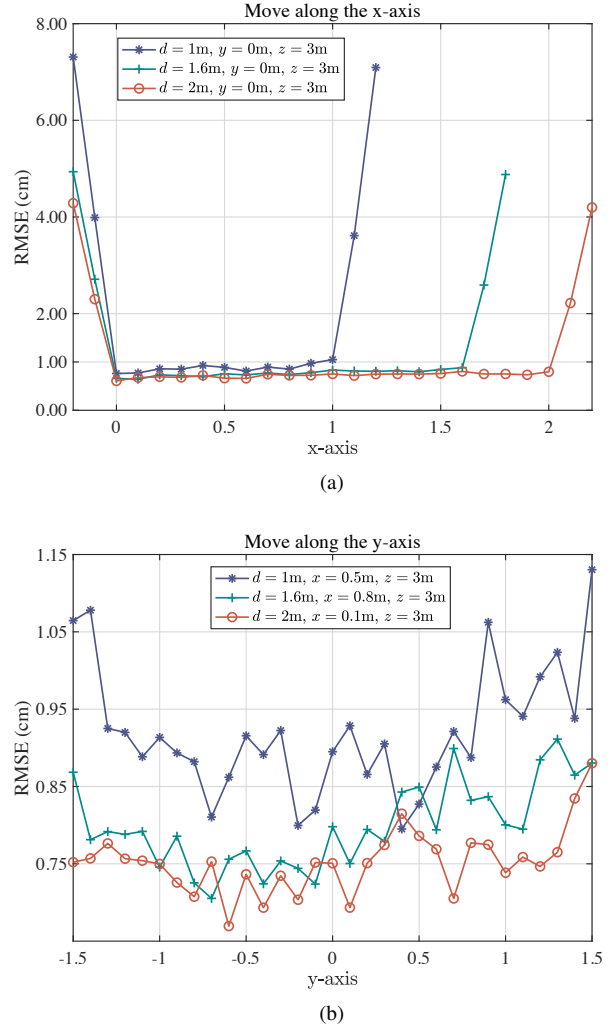 Move along the x-axis
8.00
6.00
4.00
2.00
1.00
0.00
RMSE (cm)
d = 1m, y = 0m, z = 3m
d = 1.6m, y = 0m, z = 3m
d = 2m, y = 0m, z = 3m
0 0.5 1 1.5 2
x-axis
(a)
Move along the y-axis
1.15
1.05
0.95
0.85
0.75
RMSE (cm)
d = 1m, x = 0.5m, z = 3m
d = 1.6m, x = 0.8m, z = 3m
d = 2m, x = 0.1m, z = 3m
-1.5 -1 -0.5 0 0.5 1 1.5
y-axis
(b)